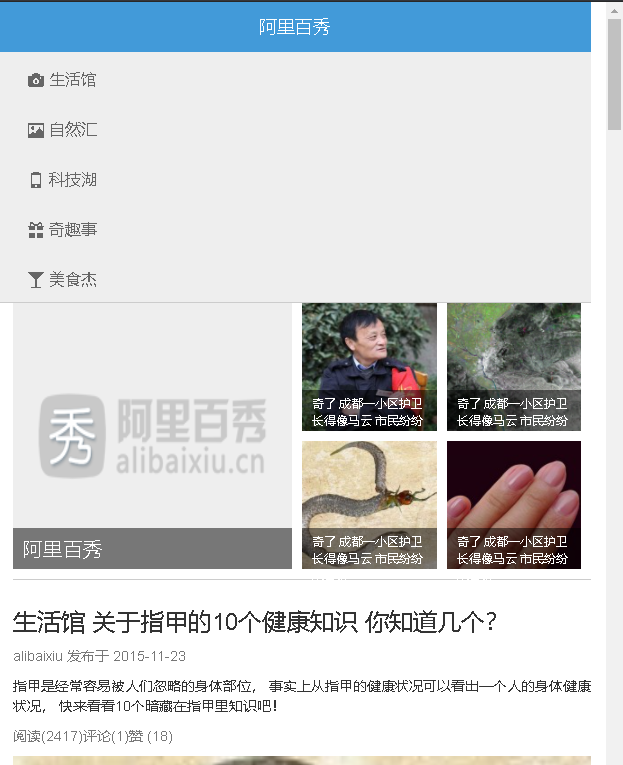 阿里百秀
生活馆
自然汇
科技湖
奇趣事
美食杰
秀
阿里百秀
alibaixiu.cn
阿里百秀
奇了 成都一小区护卫
长得像马云 市民纷纷
奇了 成都一小区护卫
长得像马云 市民纷纷
奇了 成都一小区护卫
长得像马云 市民纷纷
奇了 成都一小区护卫
长得像马云 市民纷纷
生活馆 关于指甲的10个健康知识 你知道几个?
alibaixiu 发布于 2015-11-23
指甲是经常容易被人们忽略的身体部位， 事实上从指甲的健康状况可以看出一个人的身体健康
状况， 快来看看10个暗藏在指甲里知识吧!
阅读(2417)评论(1)赞 (18)